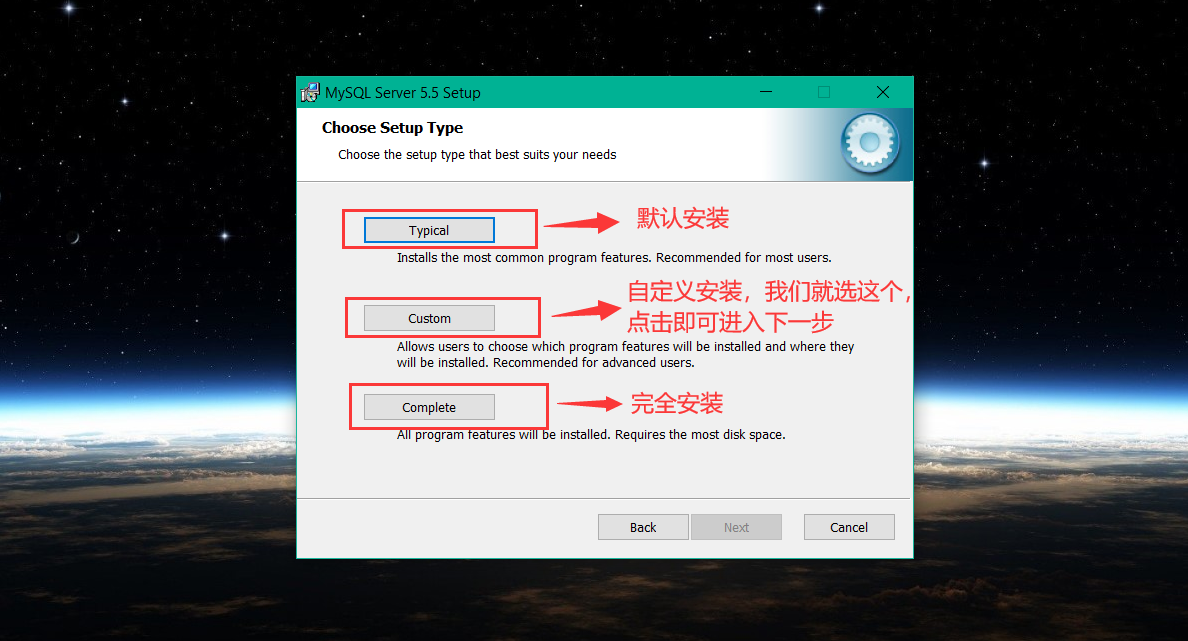 MySQL Server 5.5 Setup
Choose Setup Type
Choose the setup type that best suits your needs
Typical
默认安装
Installs the most common program features. Recommended for most users.
自定义安装，我们就选这个，
点击即可进入下一步
Custom
Allows users to choose which program features will be installed and where they
will be installed. Recommended for advanced users.
Complete
完全安装
All program features will be installed. Requires the most disk space.
Back
Next
Cancel